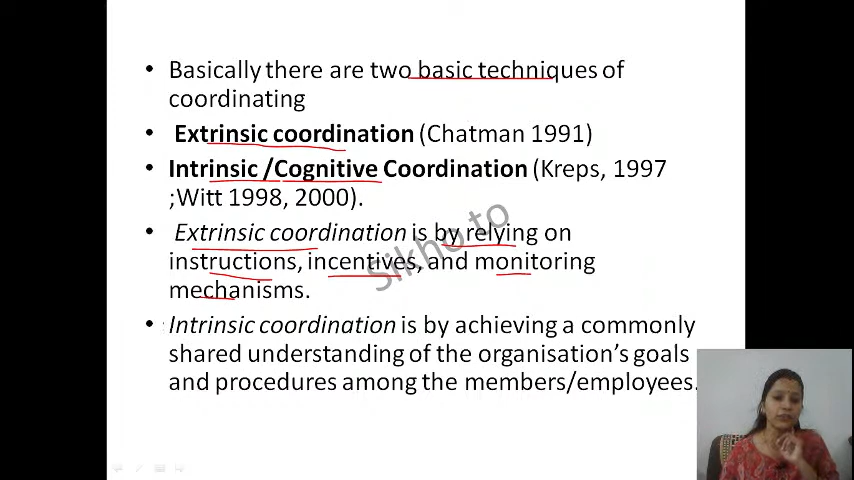 • Basically there are two basic techniques of
coordinating
• Extrinsic coordination (Chatman 1991)
• Intrinsic /Cognitive Coordination (Kreps, 1997
;Witt 1998, 2000).
• Extrinsic coordination is by relying on
instructions, incentives, and monitoring
mechanisms.
• Intrinsic coordination is by achieving a commonly
shared understanding of the organisation's goals
and procedures among the members/employees.
Sikho to